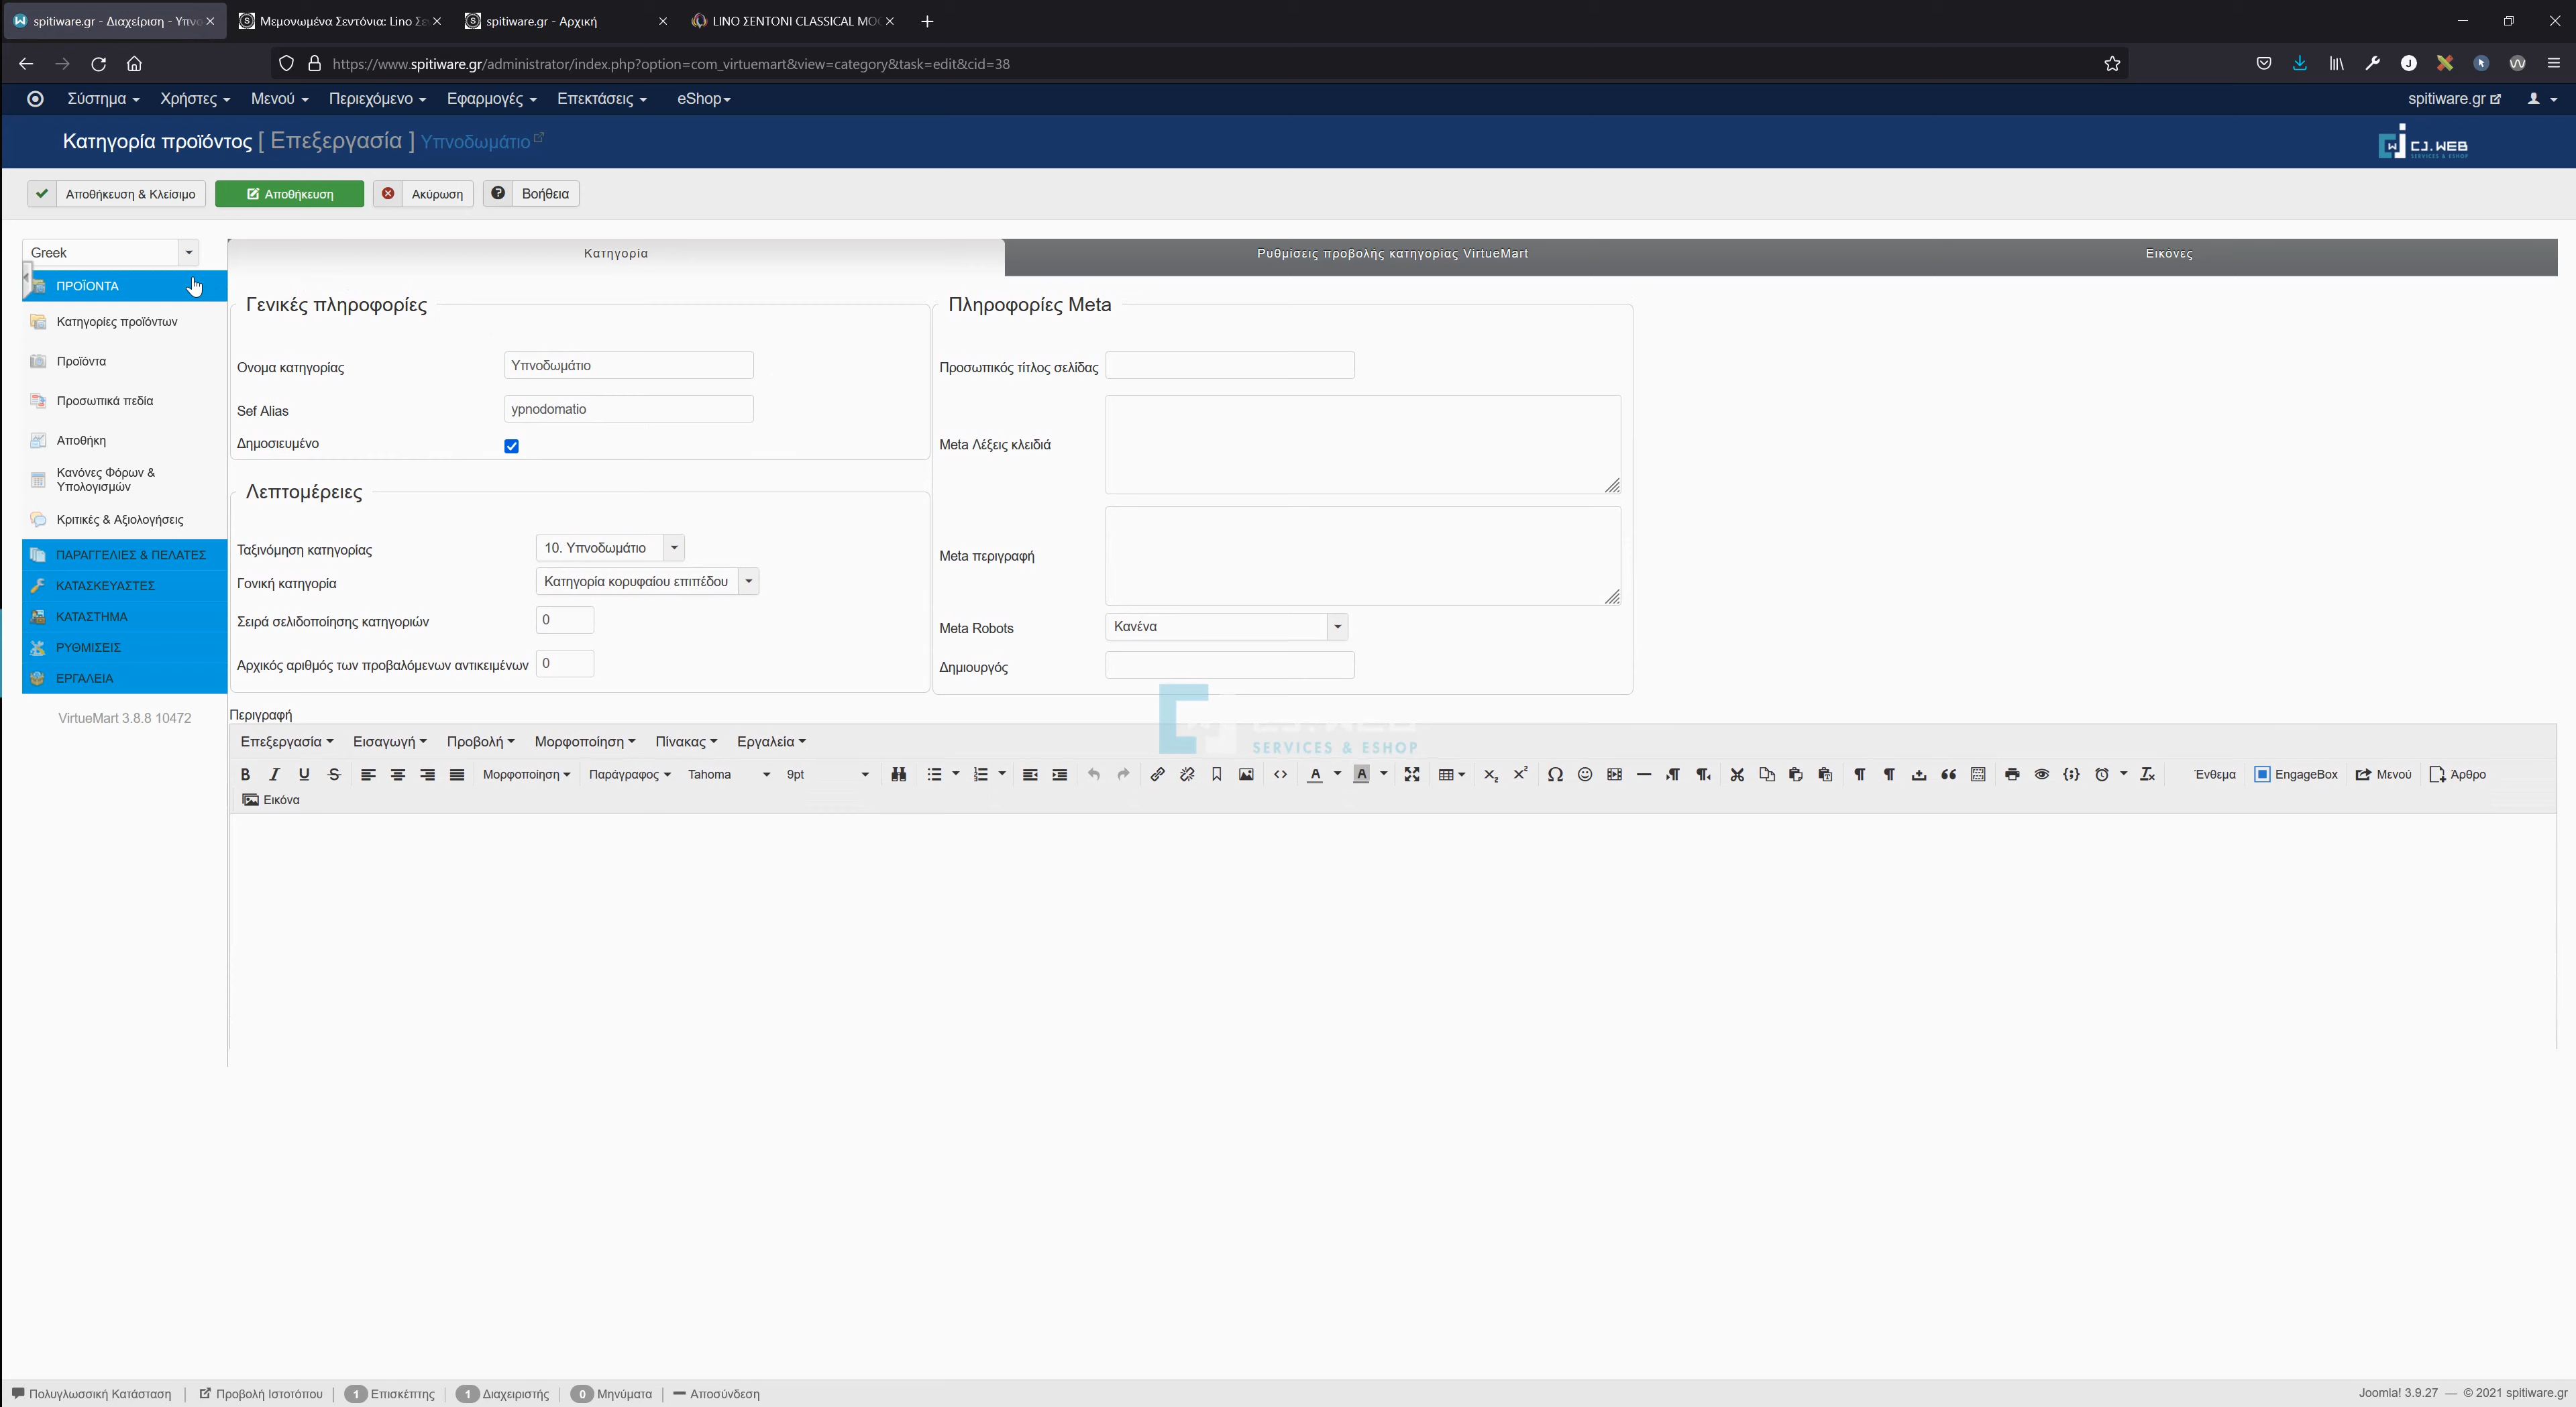 spitiware.gr - Διαχείριση - Υπνο
Μεμονωμένα Σεντόνια: Lino Σε
spitiware.gr - Αρχική
LINO ΣΕΝΤΟΝΙ CLASSICAL MO
https://www.spitiware.gr/administrator/index.php?option=com_virtuemart&view=category&task=edit&cid=38
Σύστημα Χρήστες Μενού Περιεχόμενο Εφαρμογές Επεκτάσεις eShop spitiware.gr
Κατηγορία προϊόντος [ Επεξεργασία ] Υπνοδωμάτιο
CJ.WEB
SERVICES & ESHOP
Αποθήκευση & Κλείσιμο Αποθήκευση Ακύρωση Βοήθεια
Greek
ΠΡΟΪΟΝΤΑ
Κατηγορίες προϊόντων
Προϊόντα
Προσωπικά πεδία
Αποθήκη
Κανόνες Φόρων &
Υπολογισμών
Κριτικές & Αξιολογήσεις
ΠΑΡΑΓΓΕΛΙΕΣ & ΠΕΛΑΤΕΣ
ΚΑΤΑΣΚΕΥΑΣΤΕΣ
ΚΑΤΑΣΤΗΜΑ
ΡΥΘΜΙΣΕΙΣ
ΕΡΓΑΛΕΙΑ
VirtueMart 3.8.8 10472
Κατηγορία Ρυθμίσεις προβολής κατηγορίας VirtueMart Εικόνες
Γενικές πληροφορίες
Ονομα κατηγορίας Υπνοδωμάτιο
Sef Alias ypnodomatio
Δημοσιευμένο
Λεπτομέρειες
Ταξινόμηση κατηγορίας 10. Υπνοδωμάτιο
Γονική κατηγορία Κατηγορία κορυφαίου επιπέδου
Σειρά σελιδοποίησης κατηγοριών 0
Αρχικός αριθμός των προβαλόμενων αντικειμένων 0
Πληροφορίες Meta
Προσωπικός τίτλος σελίδας
Meta Λέξεις κλειδιά
Meta περιγραφή
Meta Robots Κανένα
Δημιουργός
CJ.WEB
SERVICES & ESHOP
Περιγραφή
Επεξεργασία Εισαγωγή Προβολή Μορφοποίηση Πίνακας Εργαλεία
Μορφοποίηση Παράγραφος Tahoma 9pt Ένθεμα EngageBox Μενού Άρθρο
Εικόνα
Πολυγλωσσική Κατάσταση Προβολή Ιστοτόπου 1 Επισκέπτης 1 Διαχειριστής 0 Μηνύματα Αποσύνδεση
Joomla! 3.9.27 — © 2021 spitiware.gr